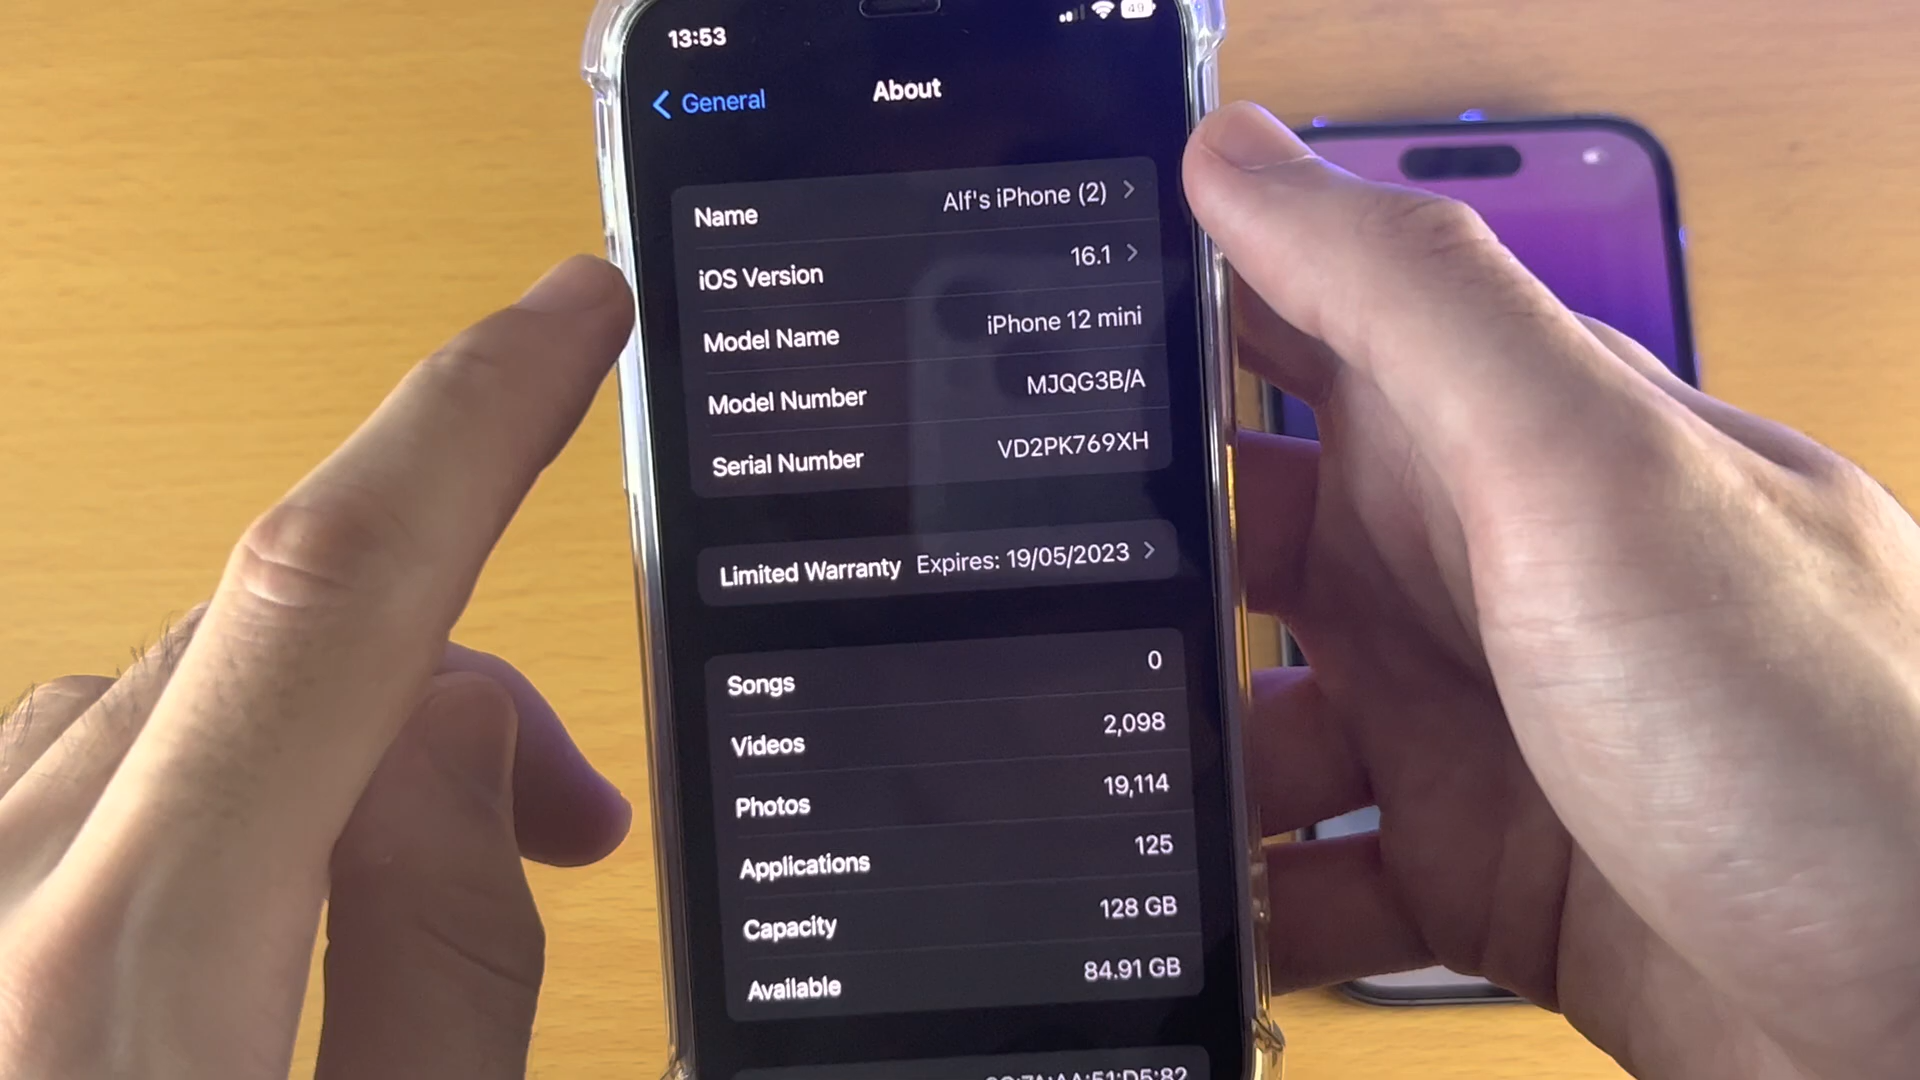 13:53
49
General
About
Name Alf's iPhone (2)
iOS Version 16.1
Model Name iPhone 12 mini
Model Number MJQG3B/A
Serial Number VD2PK769XH
Limited Warranty Expires: 19/05/2023
Songs 0
Videos 2,098
Photos 19,114
Applications 125
Capacity 128 GB
Available 84.91 GB